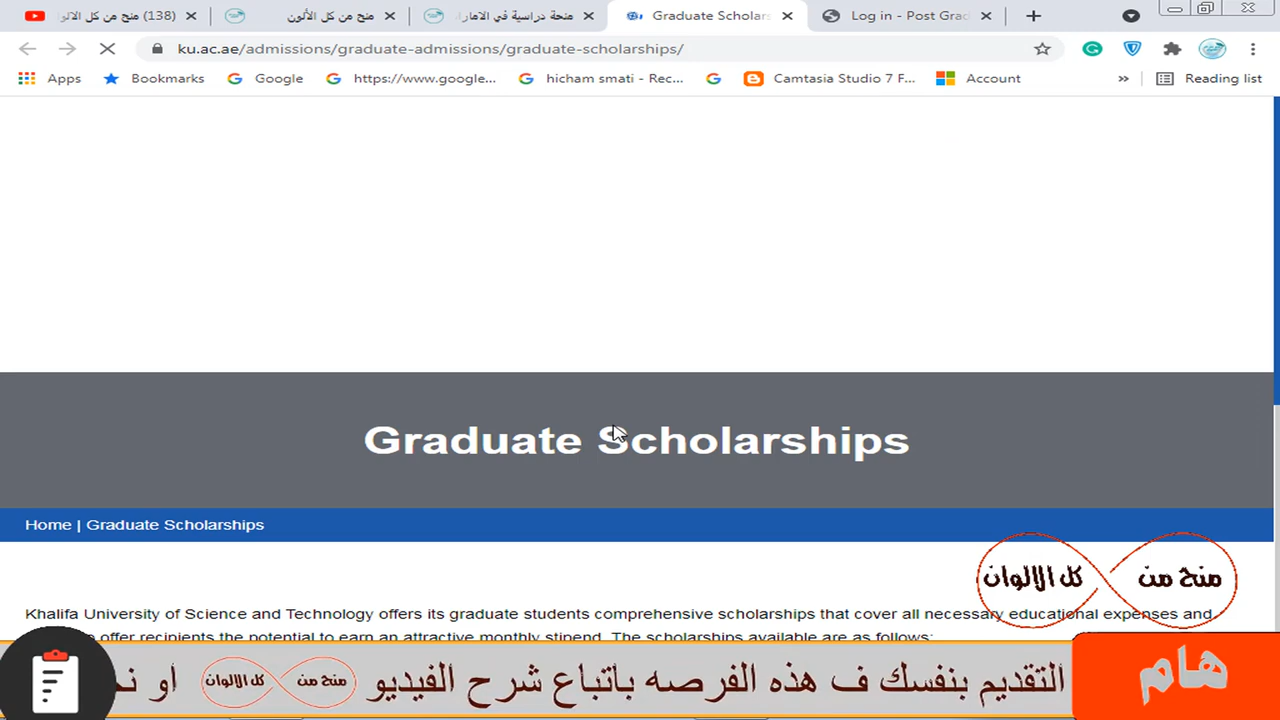 (138) منح من كل الالو
منح من كل الألون
منحة دراسية في الامارا
Graduate Scholars
Log in - Post Grad
ku.ac.ae/admissions/graduate-admissions/graduate-scholarships/
Apps Bookmarks Google https://www.google... hicham smati - Rec... Camtasia Studio 7 F... Account » Reading list
Graduate Scholarships
Home | Graduate Scholarships
منح من كل الالوان
Khalifa University of Science and Technology offers its graduate students comprehensive scholarships that cover all necessary educational expenses and
offer recipients the potential to earn an attractive monthly stipend. The scholarships available are as follows:
هام
التقديم بنفسك ف هذه الفرصه باتباع شرح الفيديو منح من كل الالوان او نح